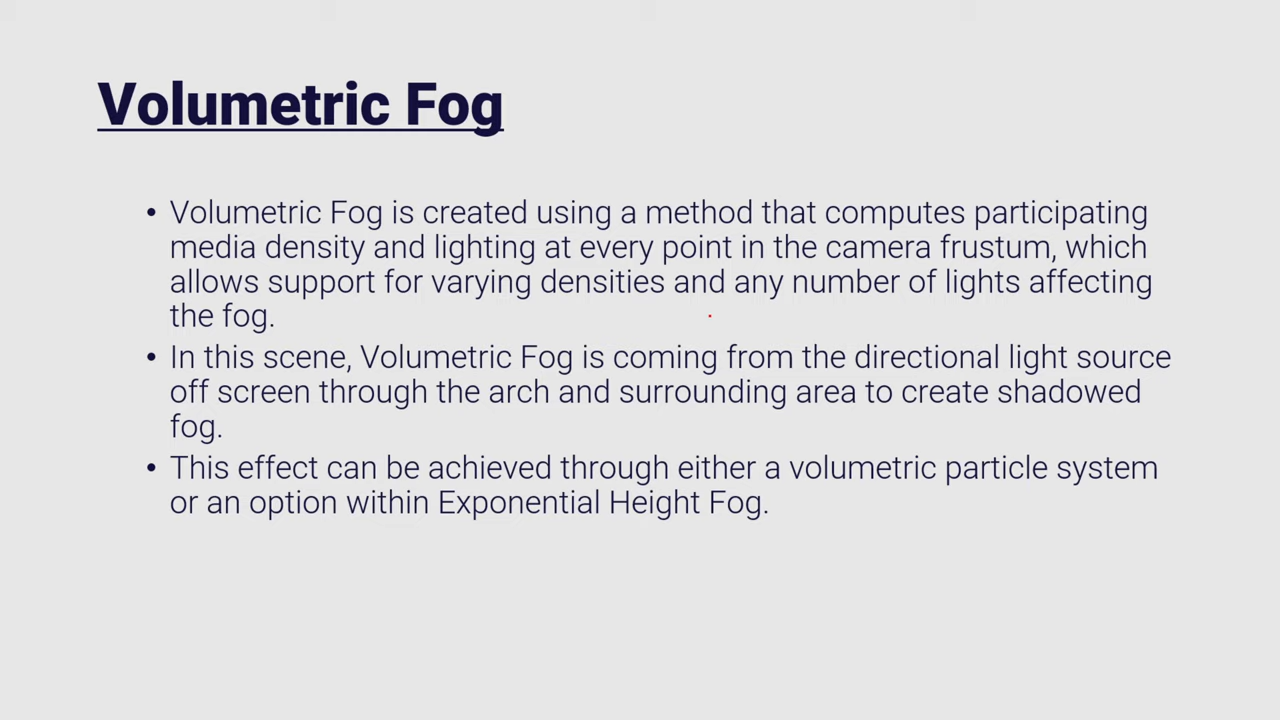 Volumetric Fog
• Volumetric Fog is created using a method that computes participating
media density and lighting at every point in the camera frustum, which
allows support for varying densities and any number of lights affecting
the fog.
• In this scene, Volumetric Fog is coming from the directional light source
off screen through the arch and surrounding area to create shadowed
fog.
• This effect can be achieved through either a volumetric particle system
or an option within Exponential Height Fog.